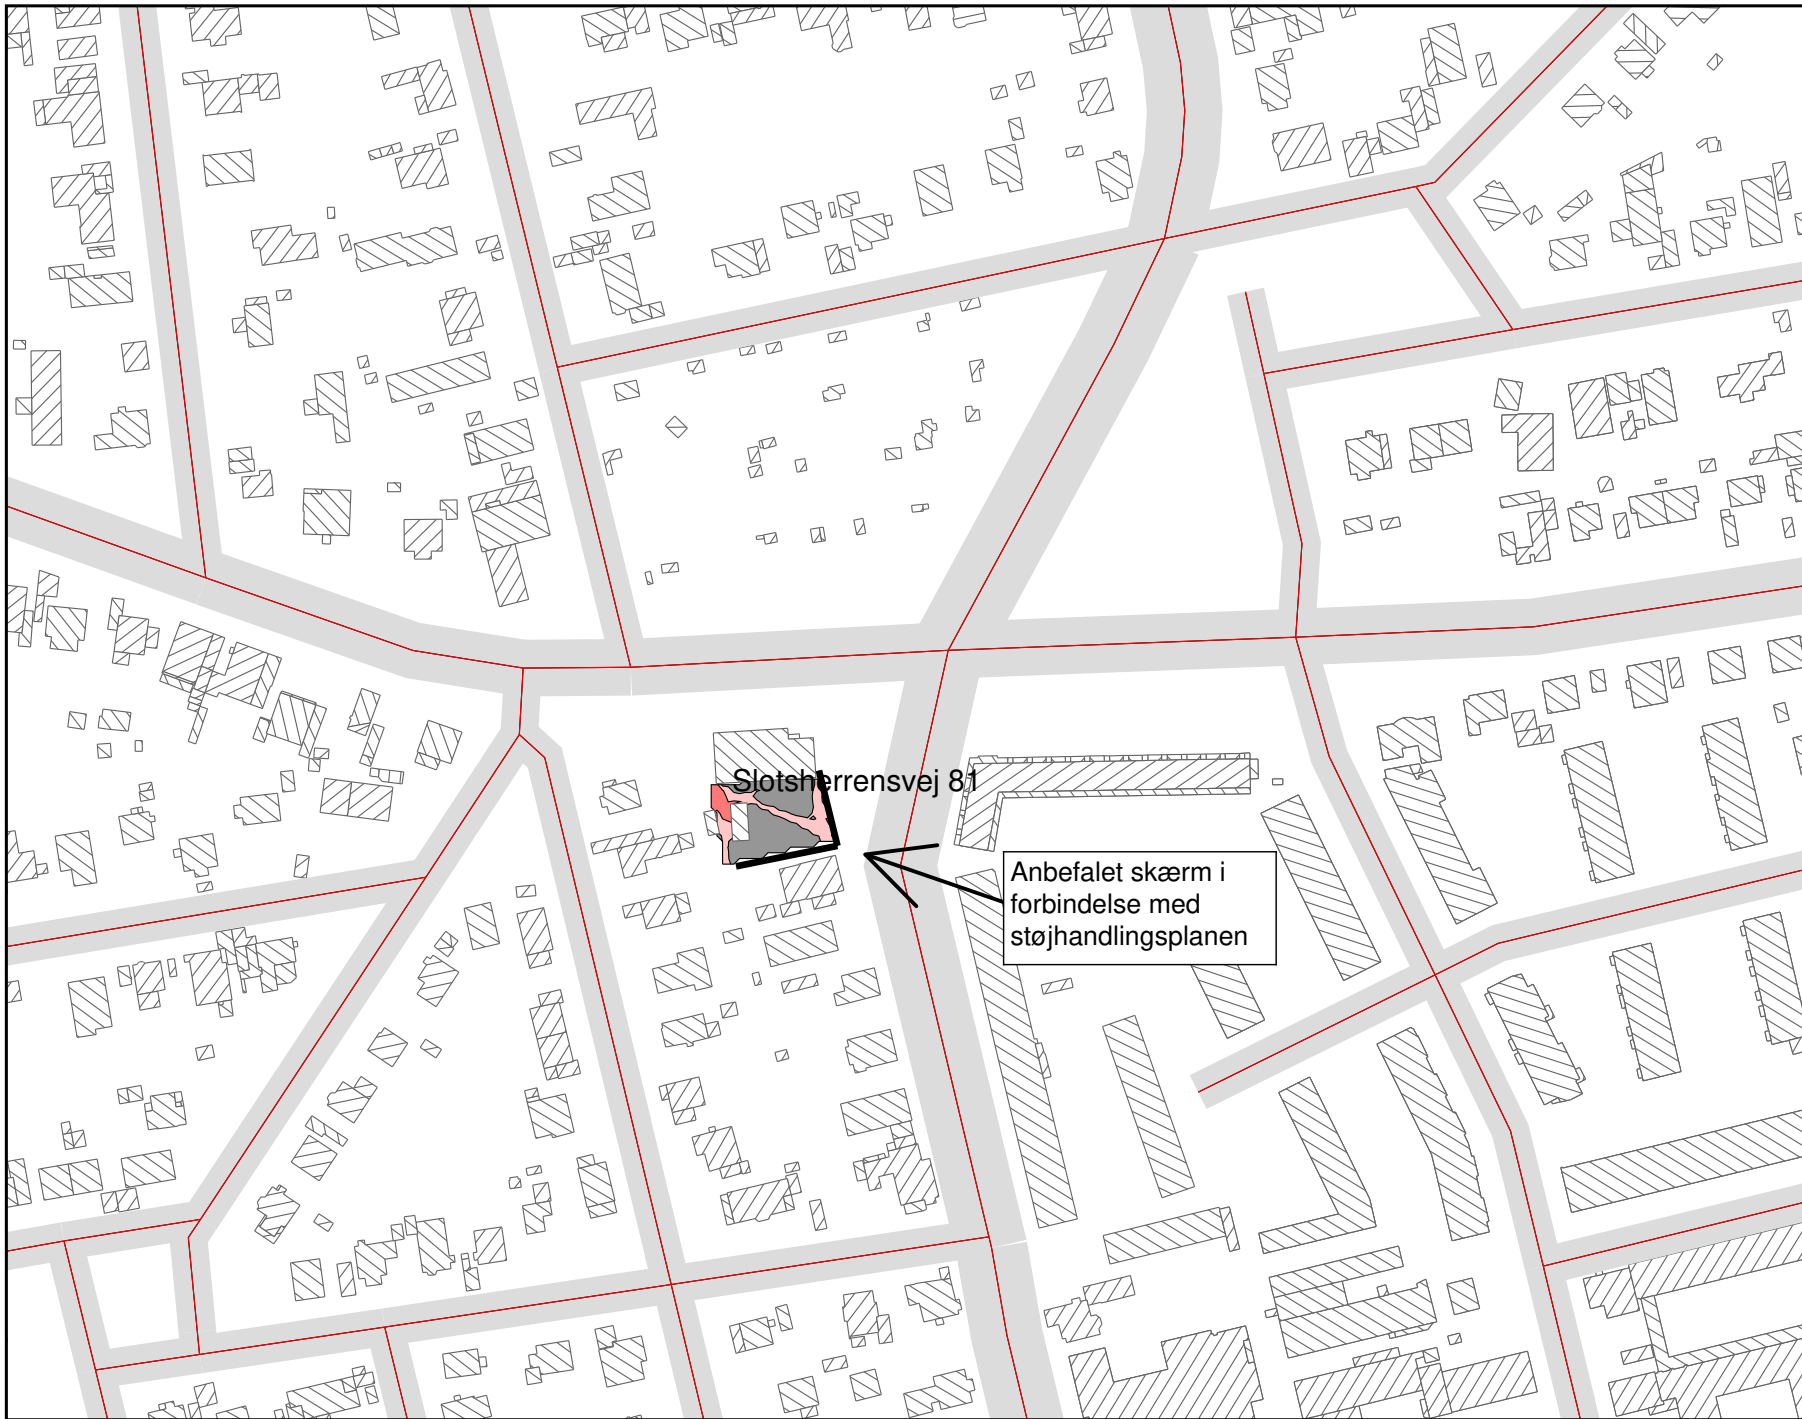 Slotsherrensvej 81
Anbefalet skærm i
forbindelse med
støjhandlingsplanen